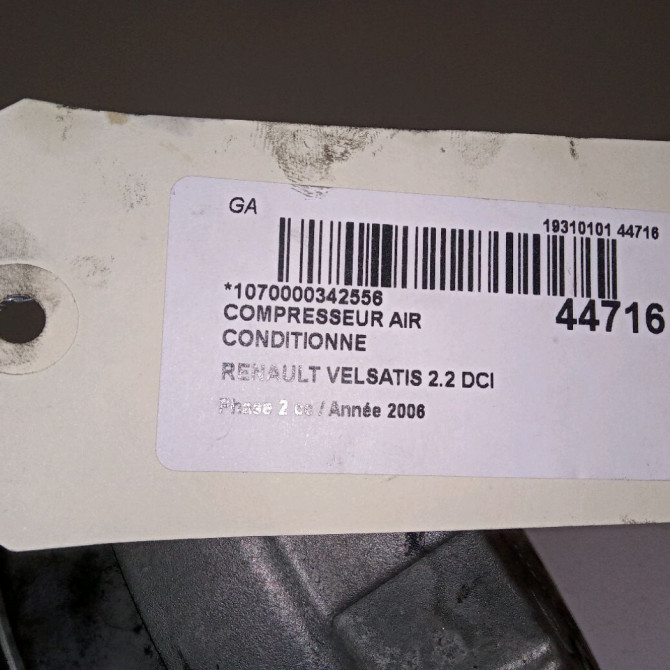 GA
19310101 44716
*1070000342556
44716
COMPRESSEUR AIR
CONDITIONNE
RENAULT VELSATIS 2.2 DCI
Phase 2 / Année 2006